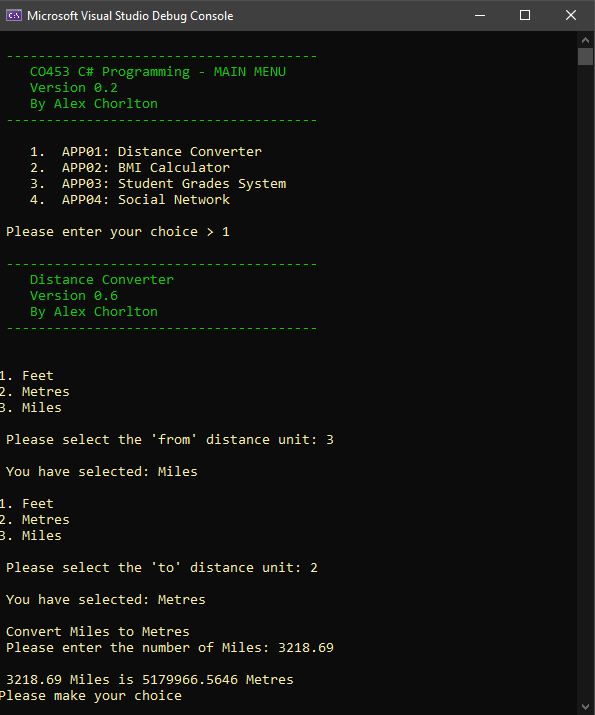 Microsoft Visual Studio Debug Console
---------------------------------------
CO453 C# Programming - MAIN MENU
Version 0.2
By Alex Chorlton
---------------------------------------
1. APP01: Distance Converter
2. APP02: BMI Calculator
3. APP03: Student Grades System
4. APP04: Social Network
Please enter your choice > 1
---------------------------------------
Distance Converter
Version 0.6
By Alex Chorlton
---------------------------------------
1. Feet
2. Metres
3. Miles
Please select the 'from' distance unit: 3
You have selected: Miles
1. Feet
2. Metres
3. Miles
Please select the 'to' distance unit: 2
You have selected: Metres
Convert Miles to Metres
Please enter the number of Miles: 3218.69
3218.69 Miles is 5179966.5646 Metres
Please make your choice